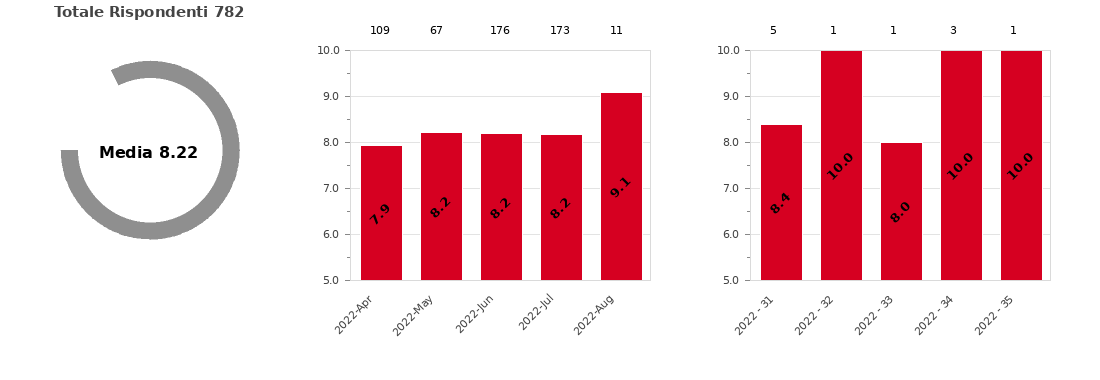 Totale Rispondenti 782
Media 8.22
109 67 176 173 11
10.0
9.0
8.0
7.0
6.0
5.0
7.9 8.2 8.2 8.2 9.1
2022-Apr 2022-May 2022-Jun 2022-Jul 2022-Aug
5 1 1 3 1
10.0
9.0
8.0
7.0
6.0
5.0
8.4 10.0 8.0 10.0 10.0
2022 - 31 2022 - 32 2022 - 33 2022 - 34 2022 - 35